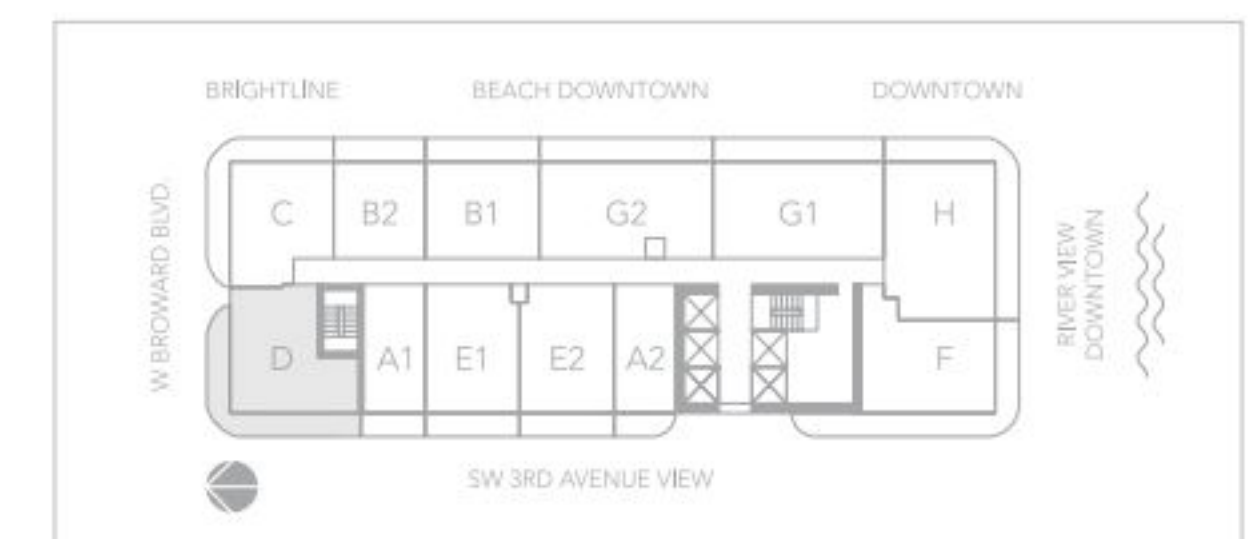 BRIGHTLINE
BEACH DOWNTOWN
DOWNTOWN
W BROWARD BLVD.
C
B2
B1
G2
G1
H
RIVER VIEW
DOWNTOWN
D
A1
E1
E2
A2
F
SW 3RD AVENUE VIEW